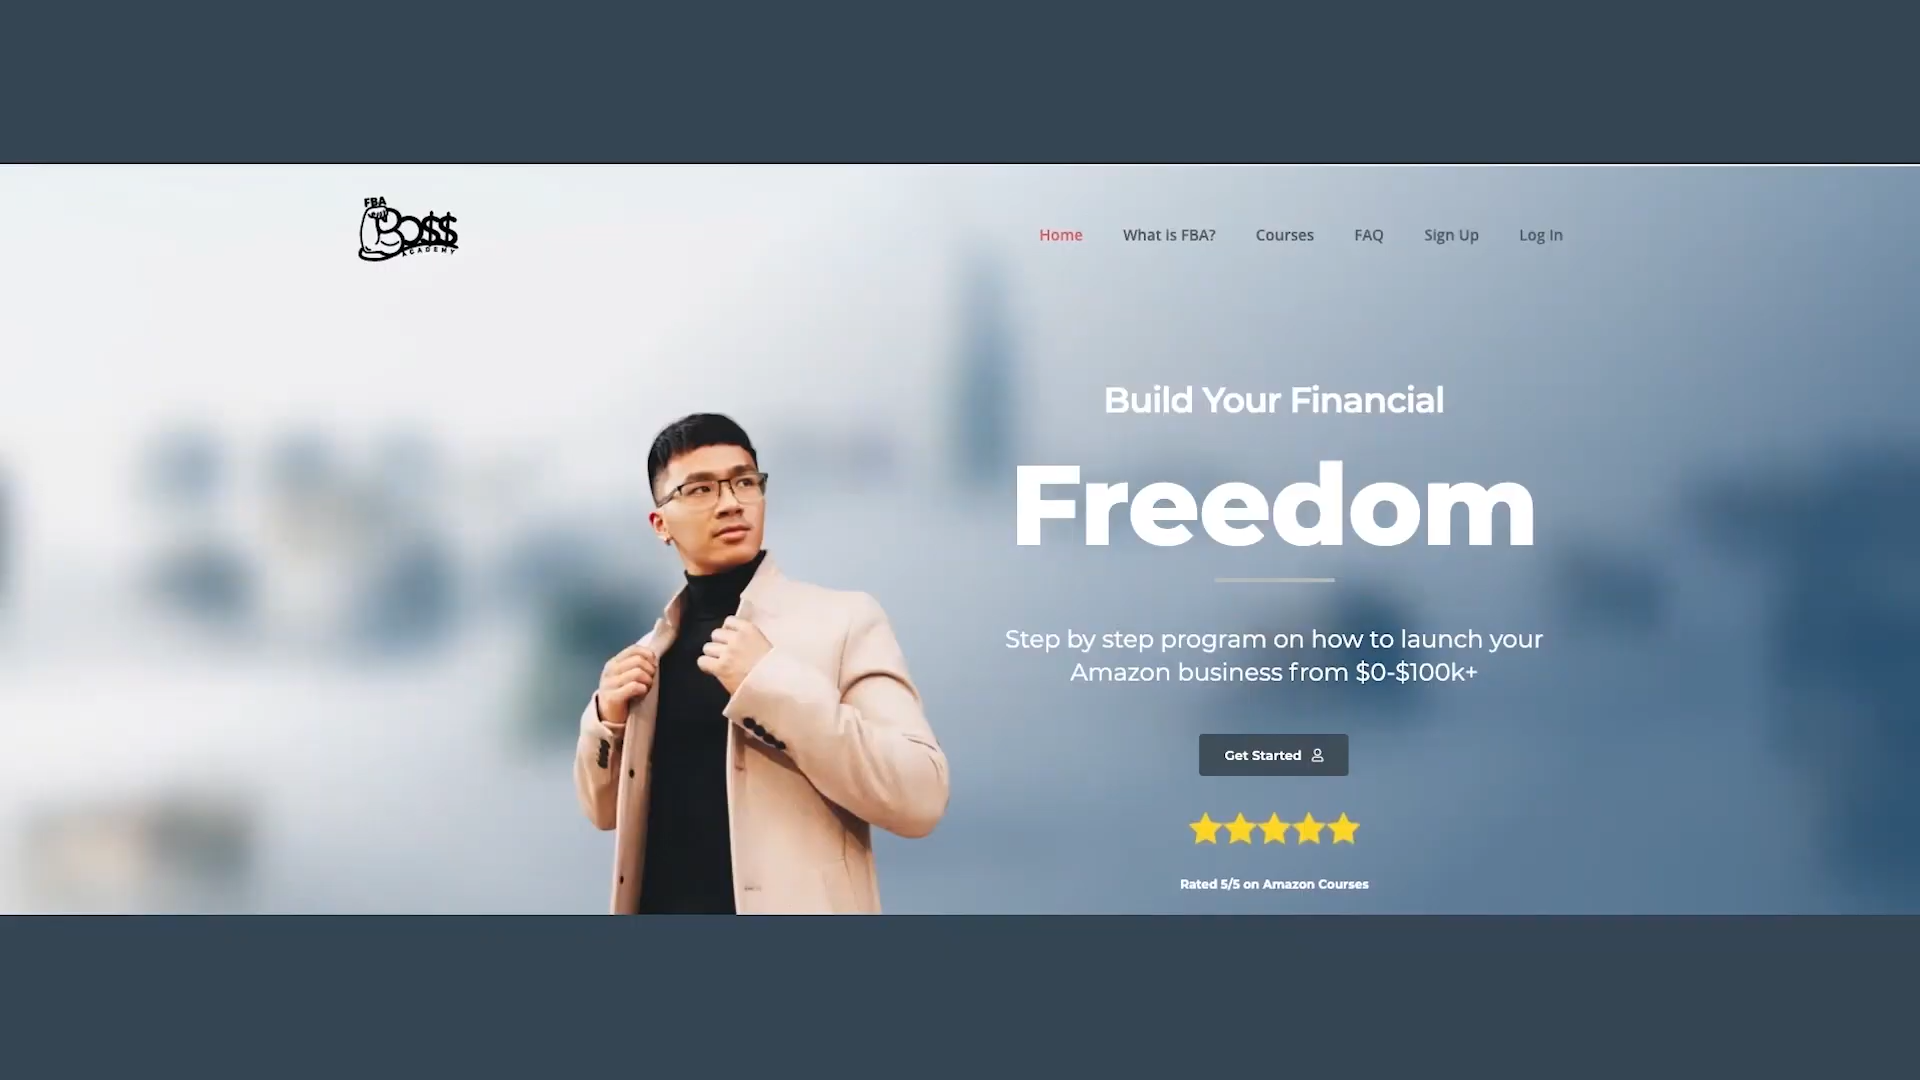 FBA
BO$$
ACADEMY
Home
What is FBA?
Courses
FAQ
Sign Up
Log In
Build Your Financial
Freedom
Step by step program on how to launch your
Amazon business from $0-$100k+
Get Started
Rated 5/5 on Amazon Courses